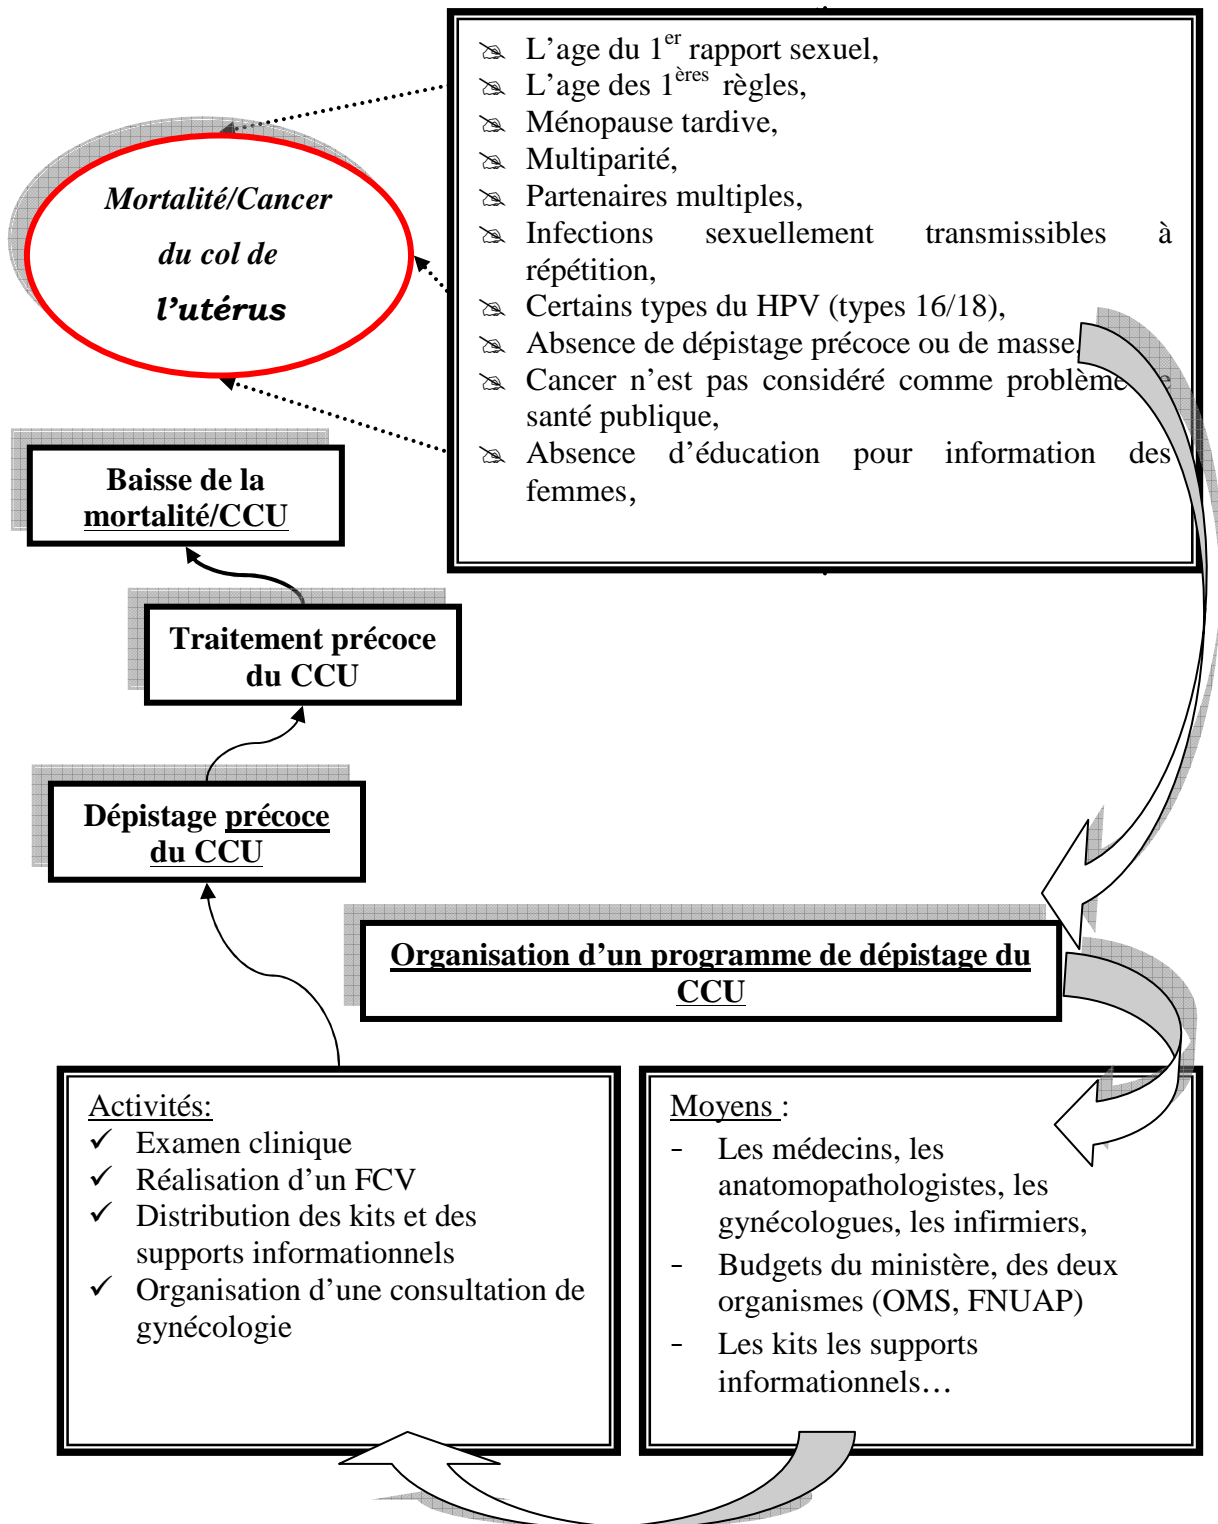 L’age du 1er rapport sexuel,
L’age des 1ères règles,
Ménopause tardive,
Multiparité,
Partenaires multiples,
Infections sexuellement transmissibles à
répétition,
Certains types du HPV (types 16/18),
Absence de dépistage précoce ou de masse,
Cancer n’est pas considéré comme problème de
santé publique,
Absence d’éducation pour information des
femmes,
Mortalité/Cancer
du col de
l’utérus
Baisse de la
mortalité/CCU
Traitement précoce
du CCU
Dépistage précoce
du CCU
Organisation d’un programme de dépistage du
CCU
Activités:
✓ Examen clinique
✓ Réalisation d’un FCV
✓ Distribution des kits et des
supports informationnels
✓ Organisation d’une consultation de
gynécologie
Moyens :
- Les médecins, les
anatomopathologistes, les
gynécologues, les infirmiers,
- Budgets du ministère, des deux
organismes (OMS, FNUAP)
- Les kits les supports
informationnels…